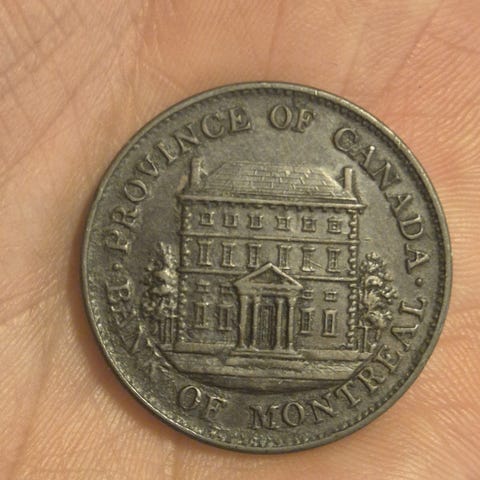 PROVINCE OF CANADA
BANK OF MONTREAL